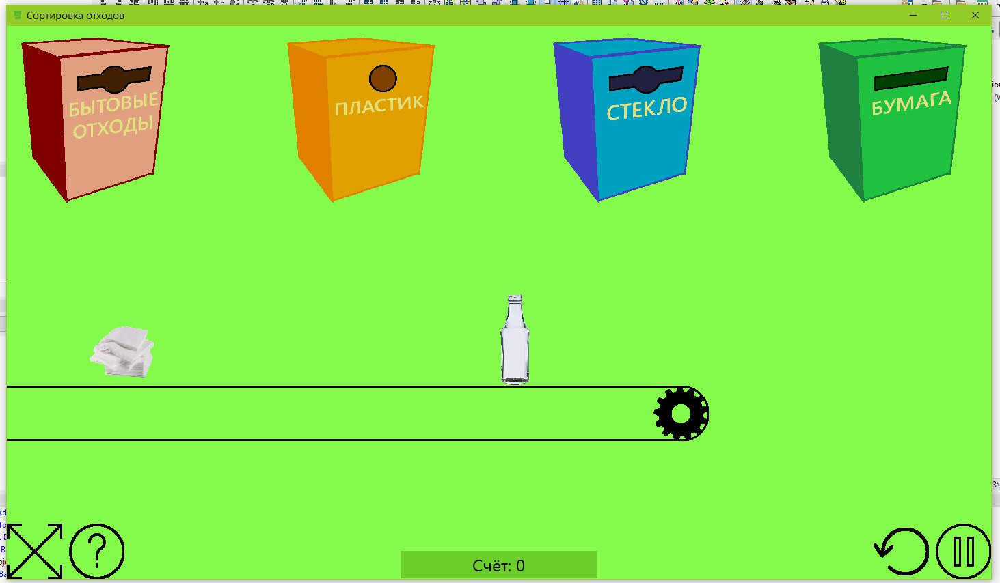 Сортировка отходов
БЫТОВЫЕ
ОТХОДЫ
ПЛАСТИК
СТЕКЛО
БУМАГА
?
Счёт: 0